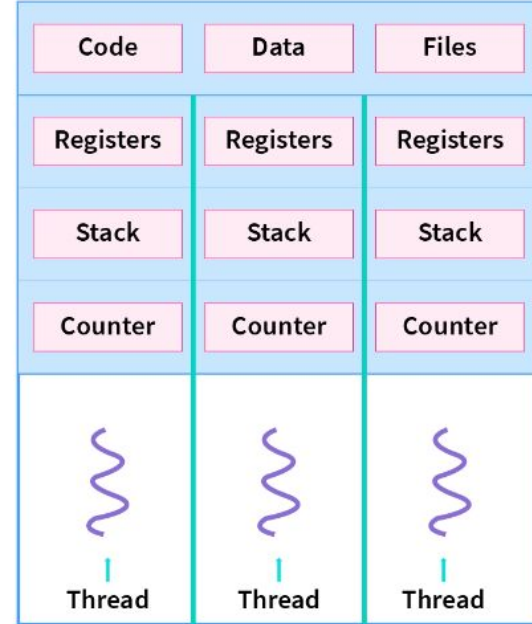 Code Data Files
Registers Registers Registers
Stack Stack Stack
Counter Counter Counter
Thread Thread Thread